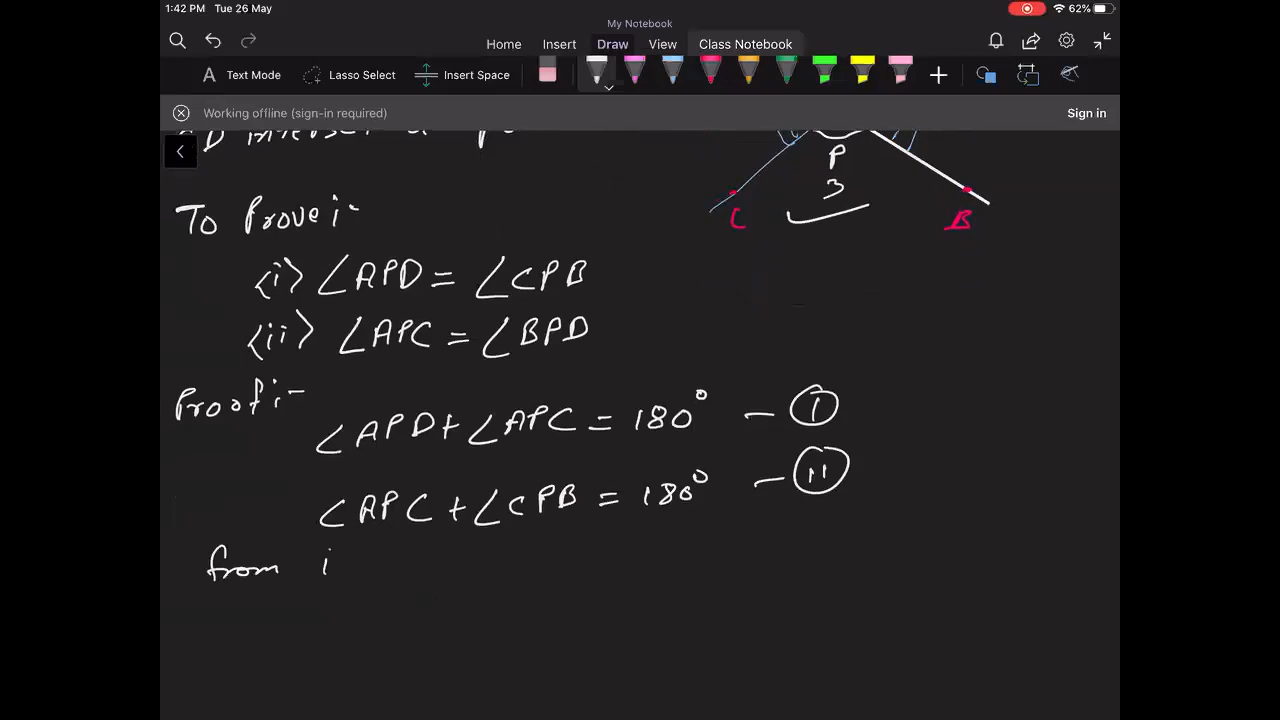 1:42 PM Tue 26 May
62%
My Notebook
Home Insert Draw View Class Notebook
Text Mode Lasso Select Insert Space
Working offline (sign-in required) Sign in
P
3
C B
To Prove :-
<i> ∠APD = ∠CPB
<ii> ∠APC = ∠BPD
Proof :-
∠APD + ∠APC = 180° — I
∠APC + ∠CPB = 180° — II
from i